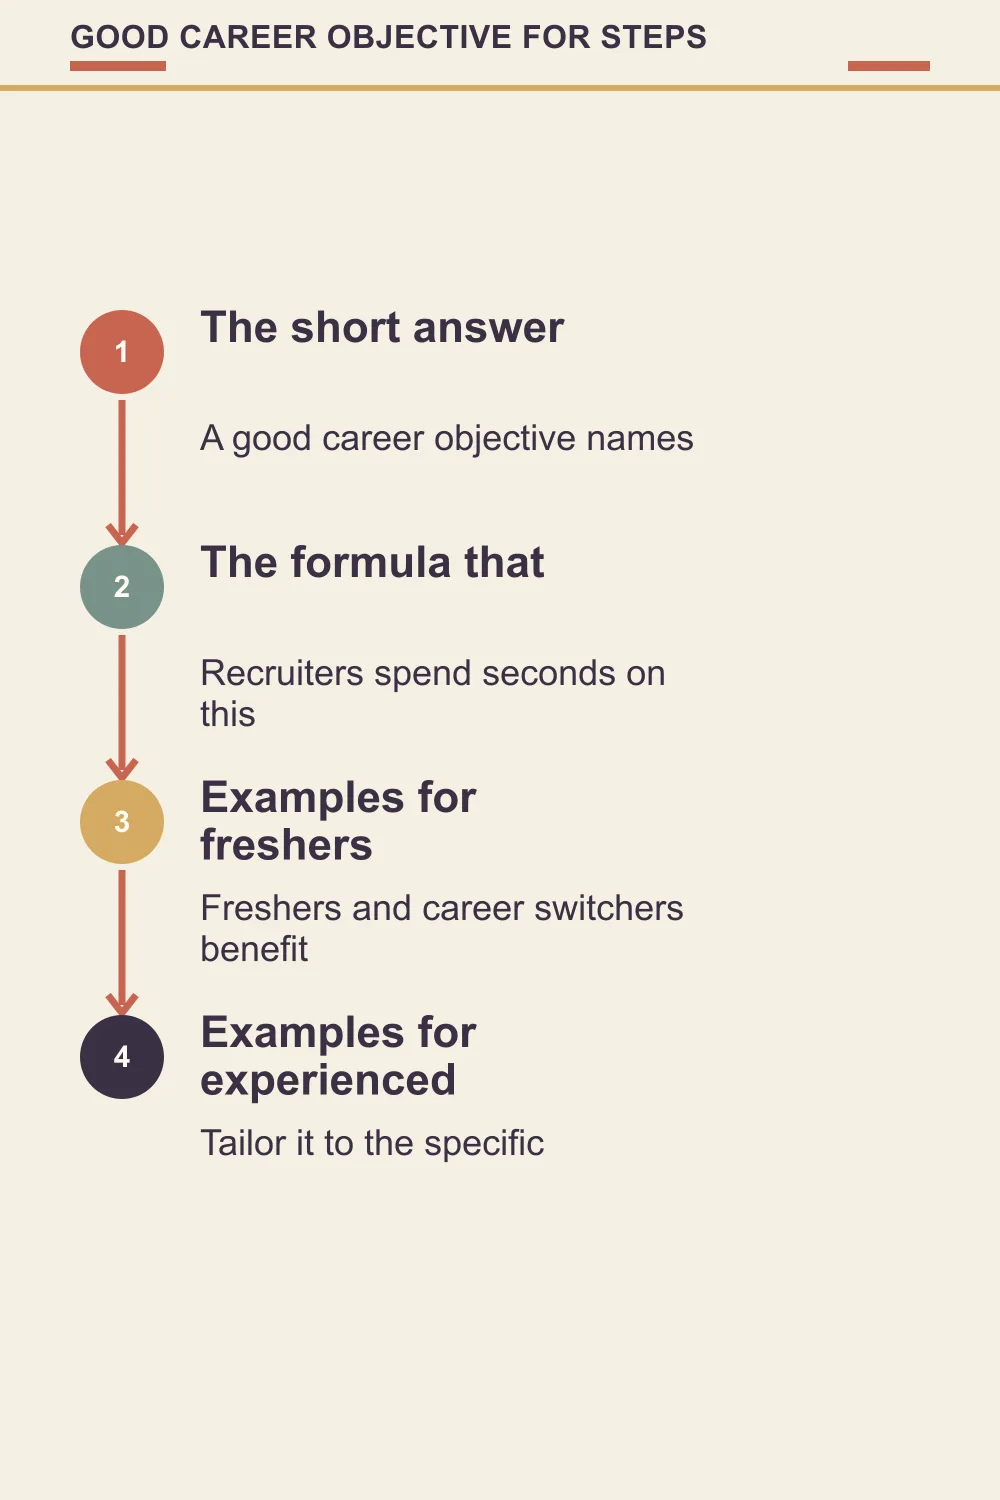 GOOD CAREER OBJECTIVE FOR STEPS
1
The short answer
A good career objective names
2
The formula that
Recruiters spend seconds on
this
3
Examples for
freshers
Freshers and career switchers
benefit
4
Examples for
experienced
Tailor it to the specific